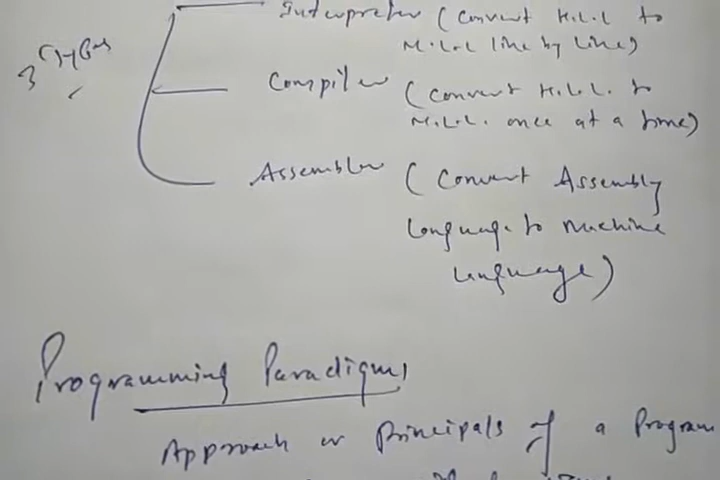 Interpreter (Convert H.L.L to
M.L.L line by line)
3 Types
Compiler (Convert H.L.L. to
M.L.L. once at a time)
Assembler (Convert Assembly
Language to Machine
Language)
Programming Paradigms
Approach or Principals of a Program